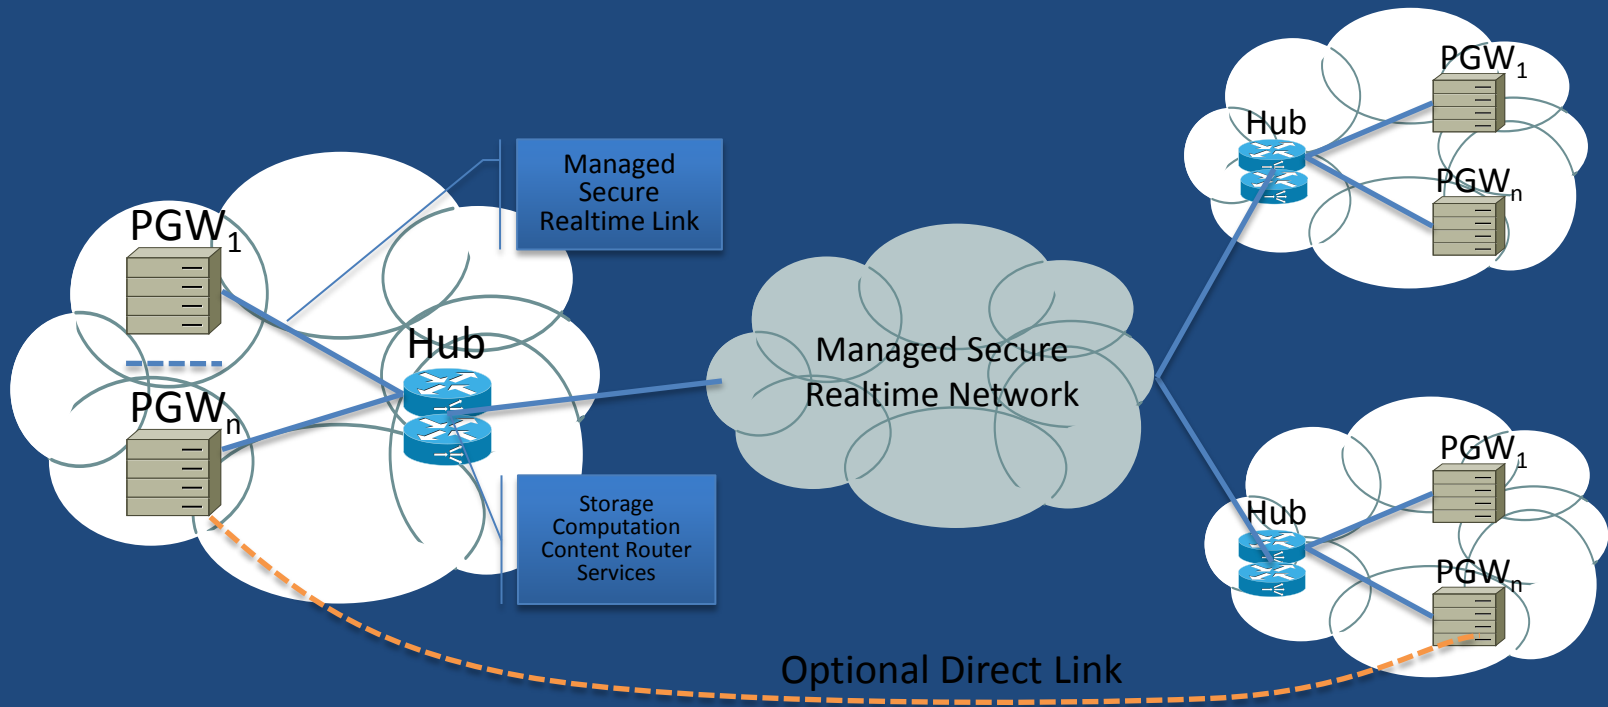 PGW1
PGWn
Hub
Managed
Secure
Realtime Link
Storage
Computation
Content Router
Services
Managed Secure
Realtime Network
Hub
PGW1
PGWn
Hub
PGW1
PGWn
Optional Direct Link